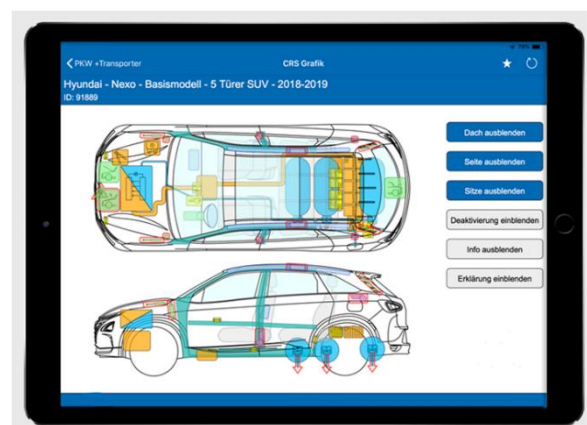 79%
PKW +Transporter
CRS Grafik
Hyundai - Nexo - Basismodell - 5 Türer SUV - 2018-2019
ID: 91889
Dach ausblenden
Seite ausblenden
Sitze ausblenden
Deaktivierung einblenden
Info ausblenden
Erklärung einblenden